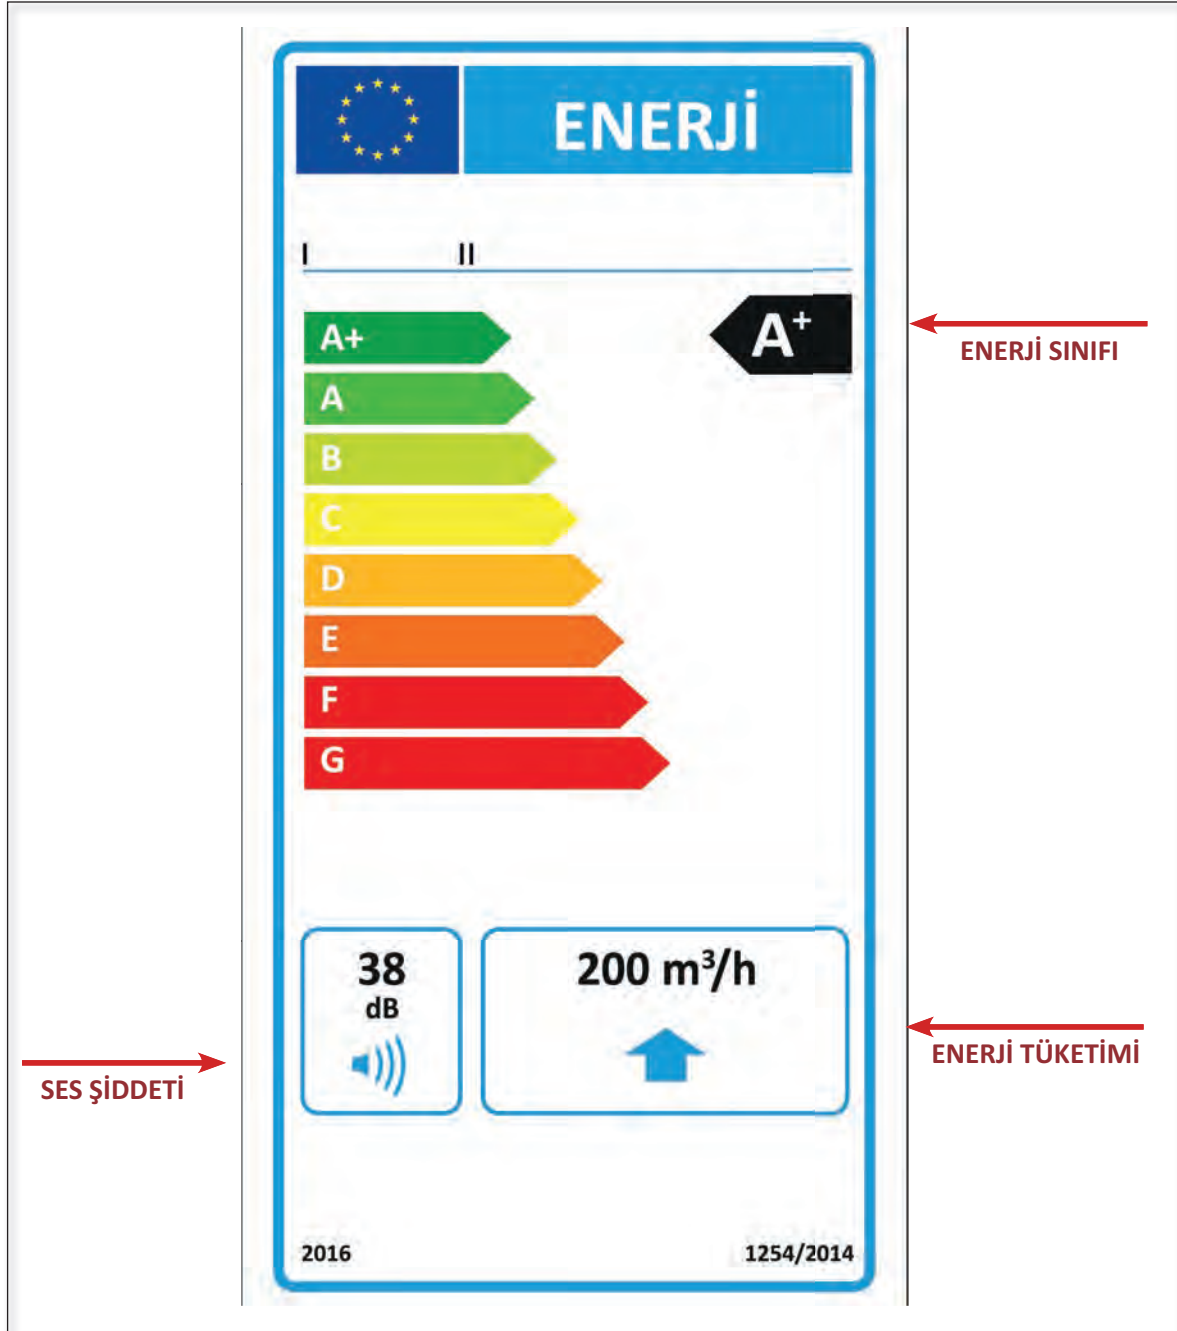 ENERJİ
I II
A+
A+
ENERJİ SINIFI
A
B
C
D
E
F
G
38
dB
200 m³/h
SES ŞİDDETİ
ENERJİ TÜKETİMİ
2016
1254/2014